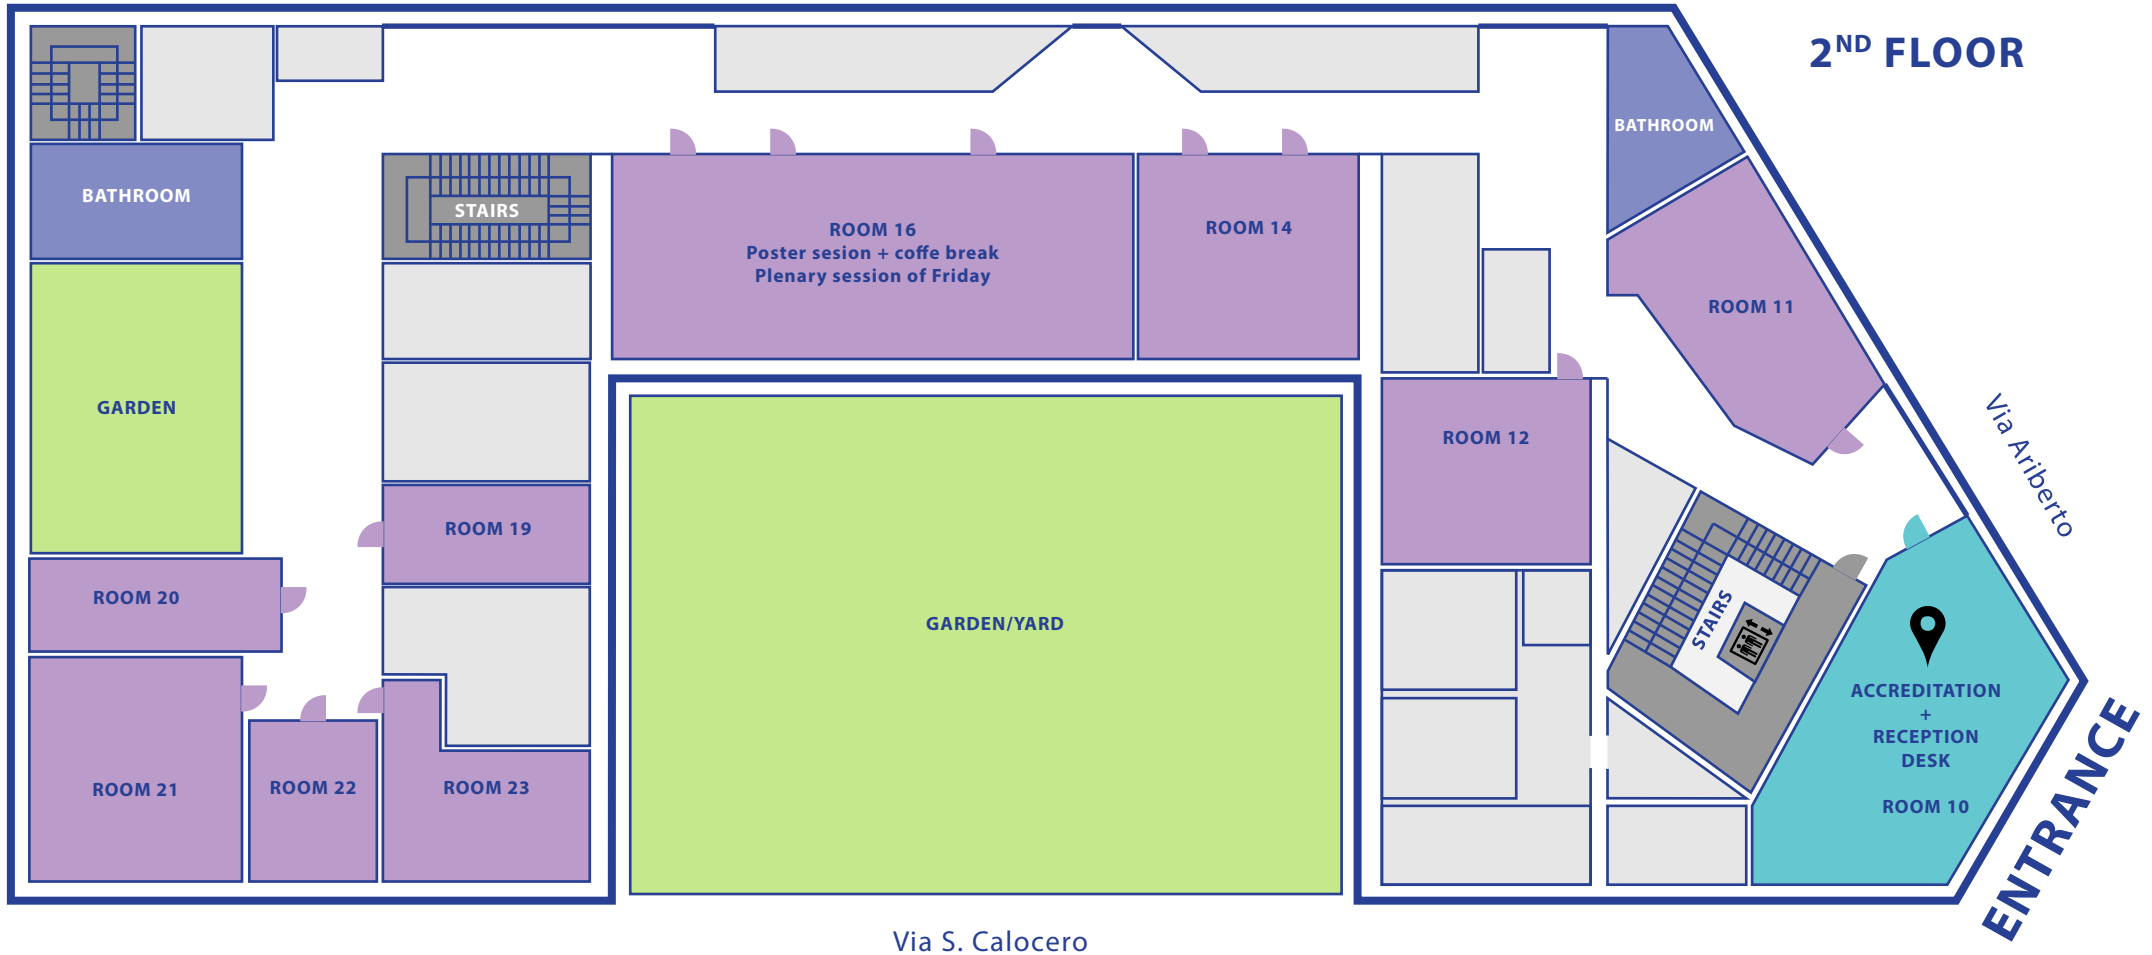 2ND FLOOR
BATHROOM
BATHROOM
STAIRS
ROOM 16
Poster sesion + coffe break
Plenary session of Friday
ROOM 14
ROOM 11
GARDEN
ROOM 12
Via Ariberto
ROOM 19
ROOM 20
GARDEN/YARD
STAIRS
ACCREDITATION
+
RECEPTION
DESK
ROOM 10
ROOM 21
ROOM 22
ROOM 23
ENTRANCE
Via S. Calocero